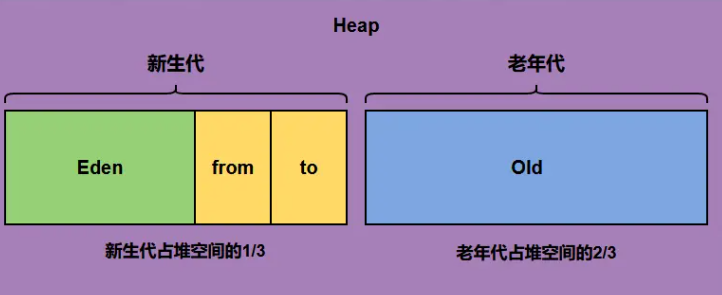 Heap
新生代
老年代
Eden
from
to
Old
新生代占堆空间的1/3
老年代占堆空间的2/3